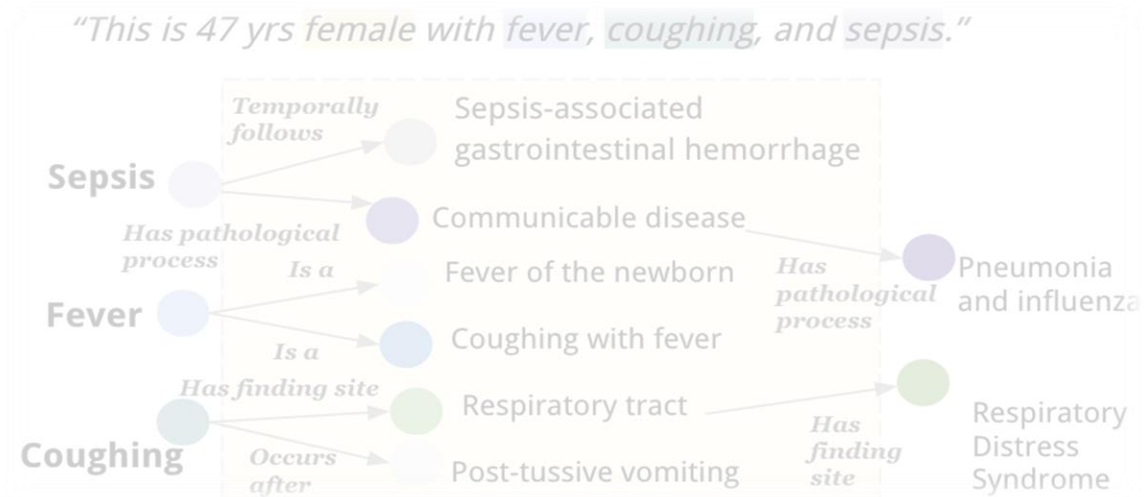 “This is 47 yrs female with fever, coughing, and sepsis.”
Temporally
follows
Sepsis-associated
gastrointestinal hemorrhage
Sepsis
Communicable disease
Has pathological
process
Is a
Fever of the newborn
Has
pathological
process
Pneumonia
and influenza
Fever
Coughing with fever
Is a
Has finding site
Respiratory tract
Coughing
Occurs
after
Post-tussive vomiting
Has
finding
site
Respiratory
Distress
Syndrome